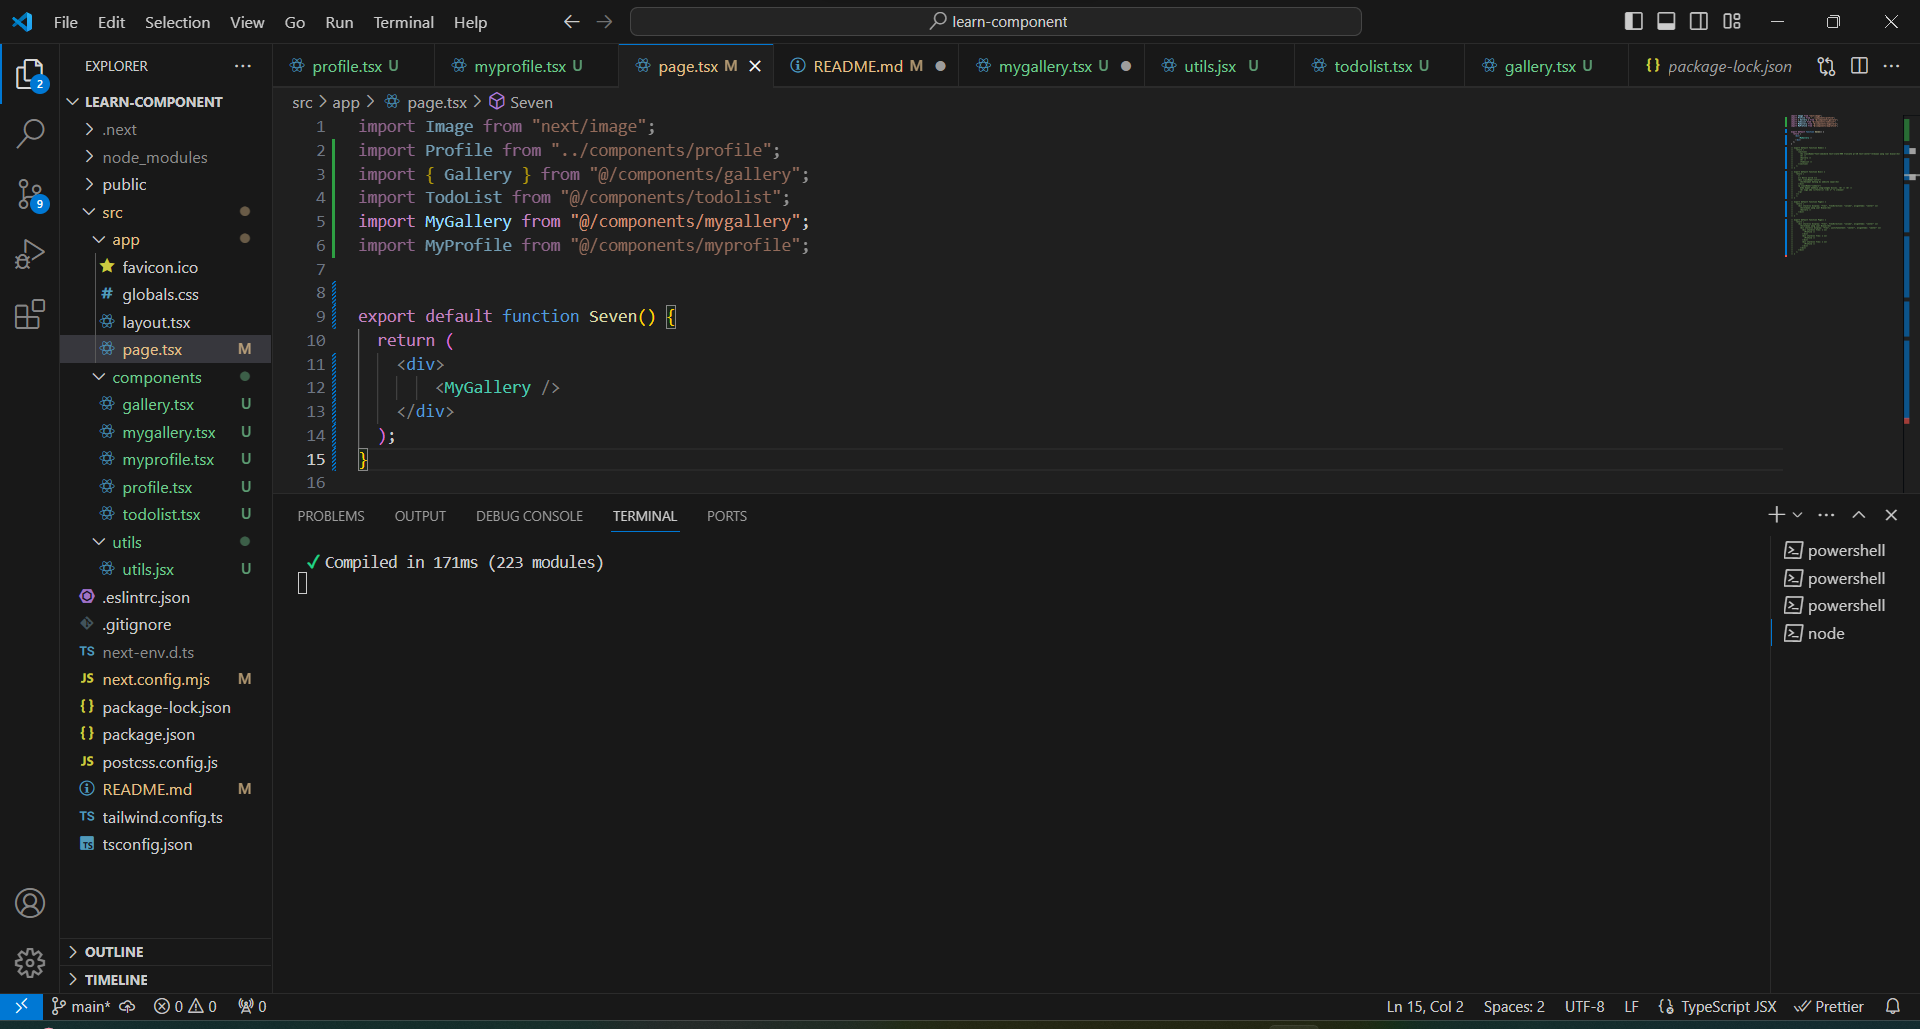 File Edit Selection View Go Run Terminal Help
learn-component
EXPLORER
2
9
LEARN-COMPONENT
.next
node_modules
public
src
app
favicon.ico
globals.css
layout.tsx
page.tsx M
components
gallery.tsx U
mygallery.tsx U
myprofile.tsx U
profile.tsx U
todolist.tsx U
utils
utils.jsx U
.eslintrc.json
.gitignore
TS next-env.d.ts
JS next.config.mjs M
{} package-lock.json
{} package.json
JS postcss.config.js
README.md M
TS tailwind.config.ts
TS tsconfig.json
OUTLINE
TIMELINE
profile.tsx U
myprofile.tsx U
page.tsx M
README.md M
mygallery.tsx U
utils.jsx U
todolist.tsx U
gallery.tsx U
{} package-lock.json
src > app > page.tsx > Seven
1 import Image from "next/image";
2 import Profile from "../components/profile";
3 import { Gallery } from "@/components/gallery";
4 import TodoList from "@/components/todolist";
5 import MyGallery from "@/components/mygallery";
6 import MyProfile from "@/components/myprofile";
7
8
9 export default function Seven() {
10 return (
11 <div>
12 <MyGallery />
13 </div>
14 );
15 }
16
PROBLEMS OUTPUT DEBUG CONSOLE TERMINAL PORTS
✓ Compiled in 171ms (223 modules)
powershell
powershell
powershell
node
main* 0 0 0
Ln 15, Col 2 Spaces: 2 UTF-8 LF {} TypeScript JSX Prettier